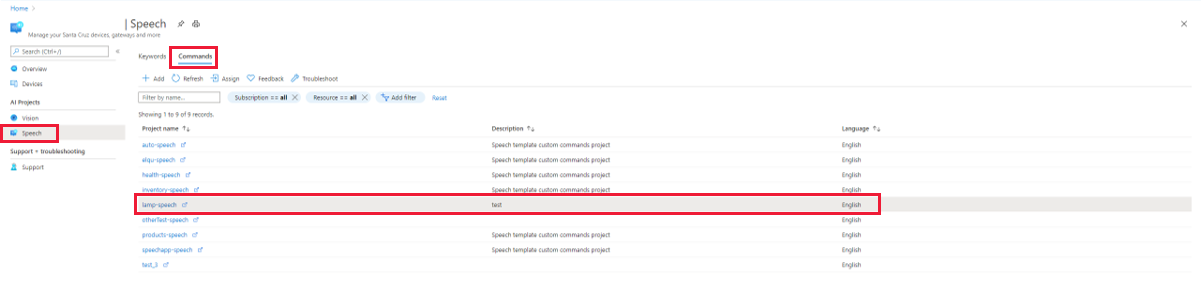 Home >
Speech
Manage your Santa Cruz devices, gateways and more
Search (Ctrl+/)
Overview
Devices
AI Projects
Vision
Speech
Support + troubleshooting
Support
Keywords Commands
Add Refresh Assign Feedback Troubleshoot
Filter by name... Subscription == all Resource == all Add filter Reset
Showing 1 to 9 of 9 records.
Project name Description Language
auto-speech Speech template custom commands project English
elqu-speech Speech template custom commands project English
health-speech Speech template custom commands project English
inventory-speech Speech template custom commands project English
lamp-speech test English
otherTest-speech English
products-speech Speech template custom commands project English
speechapp-speech Speech template custom commands project English
test_3 English